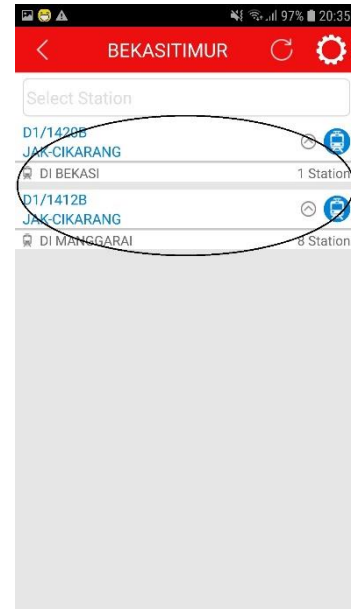 97% 20:35
BEKASITIMUR
Select Station
D1/1420B
JAK-CIKARANG
DI BEKASI 1 Station
D1/1412B
JAK-CIKARANG
DI MANGGARAI 8 Station